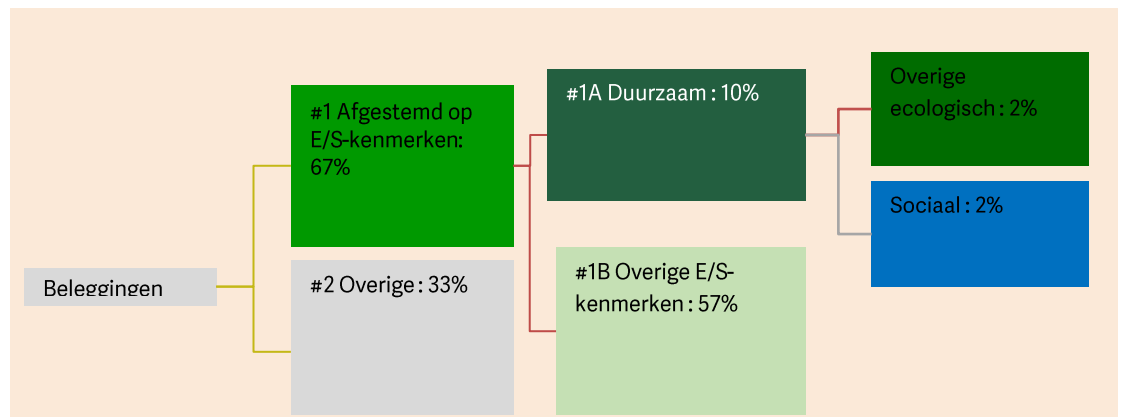 Beleggingen
#1 Afgestemd op
E/S-kenmerken:
67%
#2 Overige : 33%
#1A Duurzaam : 10%
#1B Overige E/S-
kenmerken : 57%
Overige
ecologisch : 2%
Sociaal : 2%